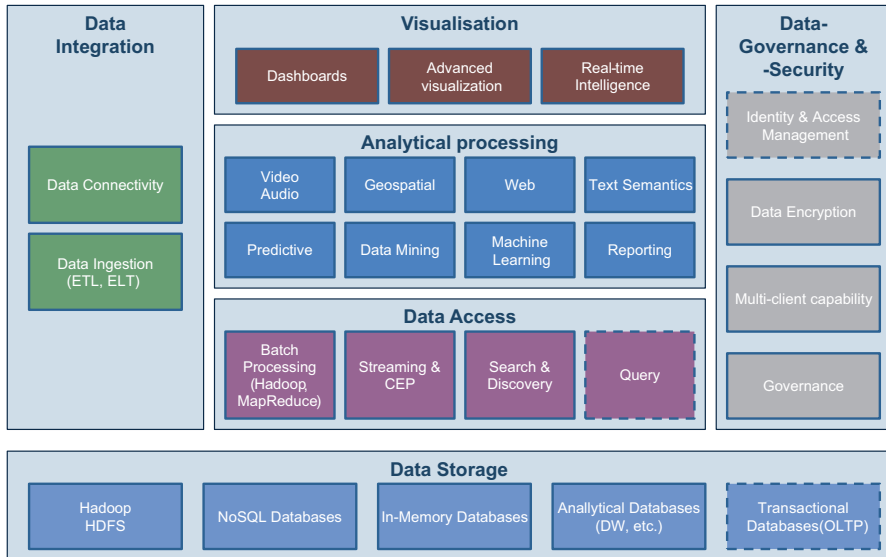 Data
Integration
Data Connectivity
Data Ingestion
(ETL, ELT)
Visualisation
Dashboards
Advanced
visualization
Real-time
Intelligence
Analytical processing
Video
Audio
Geospatial
Web
Text Semantics
Predictive
Data Mining
Machine
Learning
Reporting
Data Access
Batch
Processing
(Hadoop,
MapReduce)
Streaming &
CEP
Search &
Discovery
Query
Data-
Governance &
-Security
Identity & Access
Management
Data Encryption
Multi-client capability
Governance
Data Storage
Hadoop
HDFS
NoSQL Databases
In-Memory Databases
Anallytical Databases
(DW, etc.)
Transactional
Databases(OLTP)